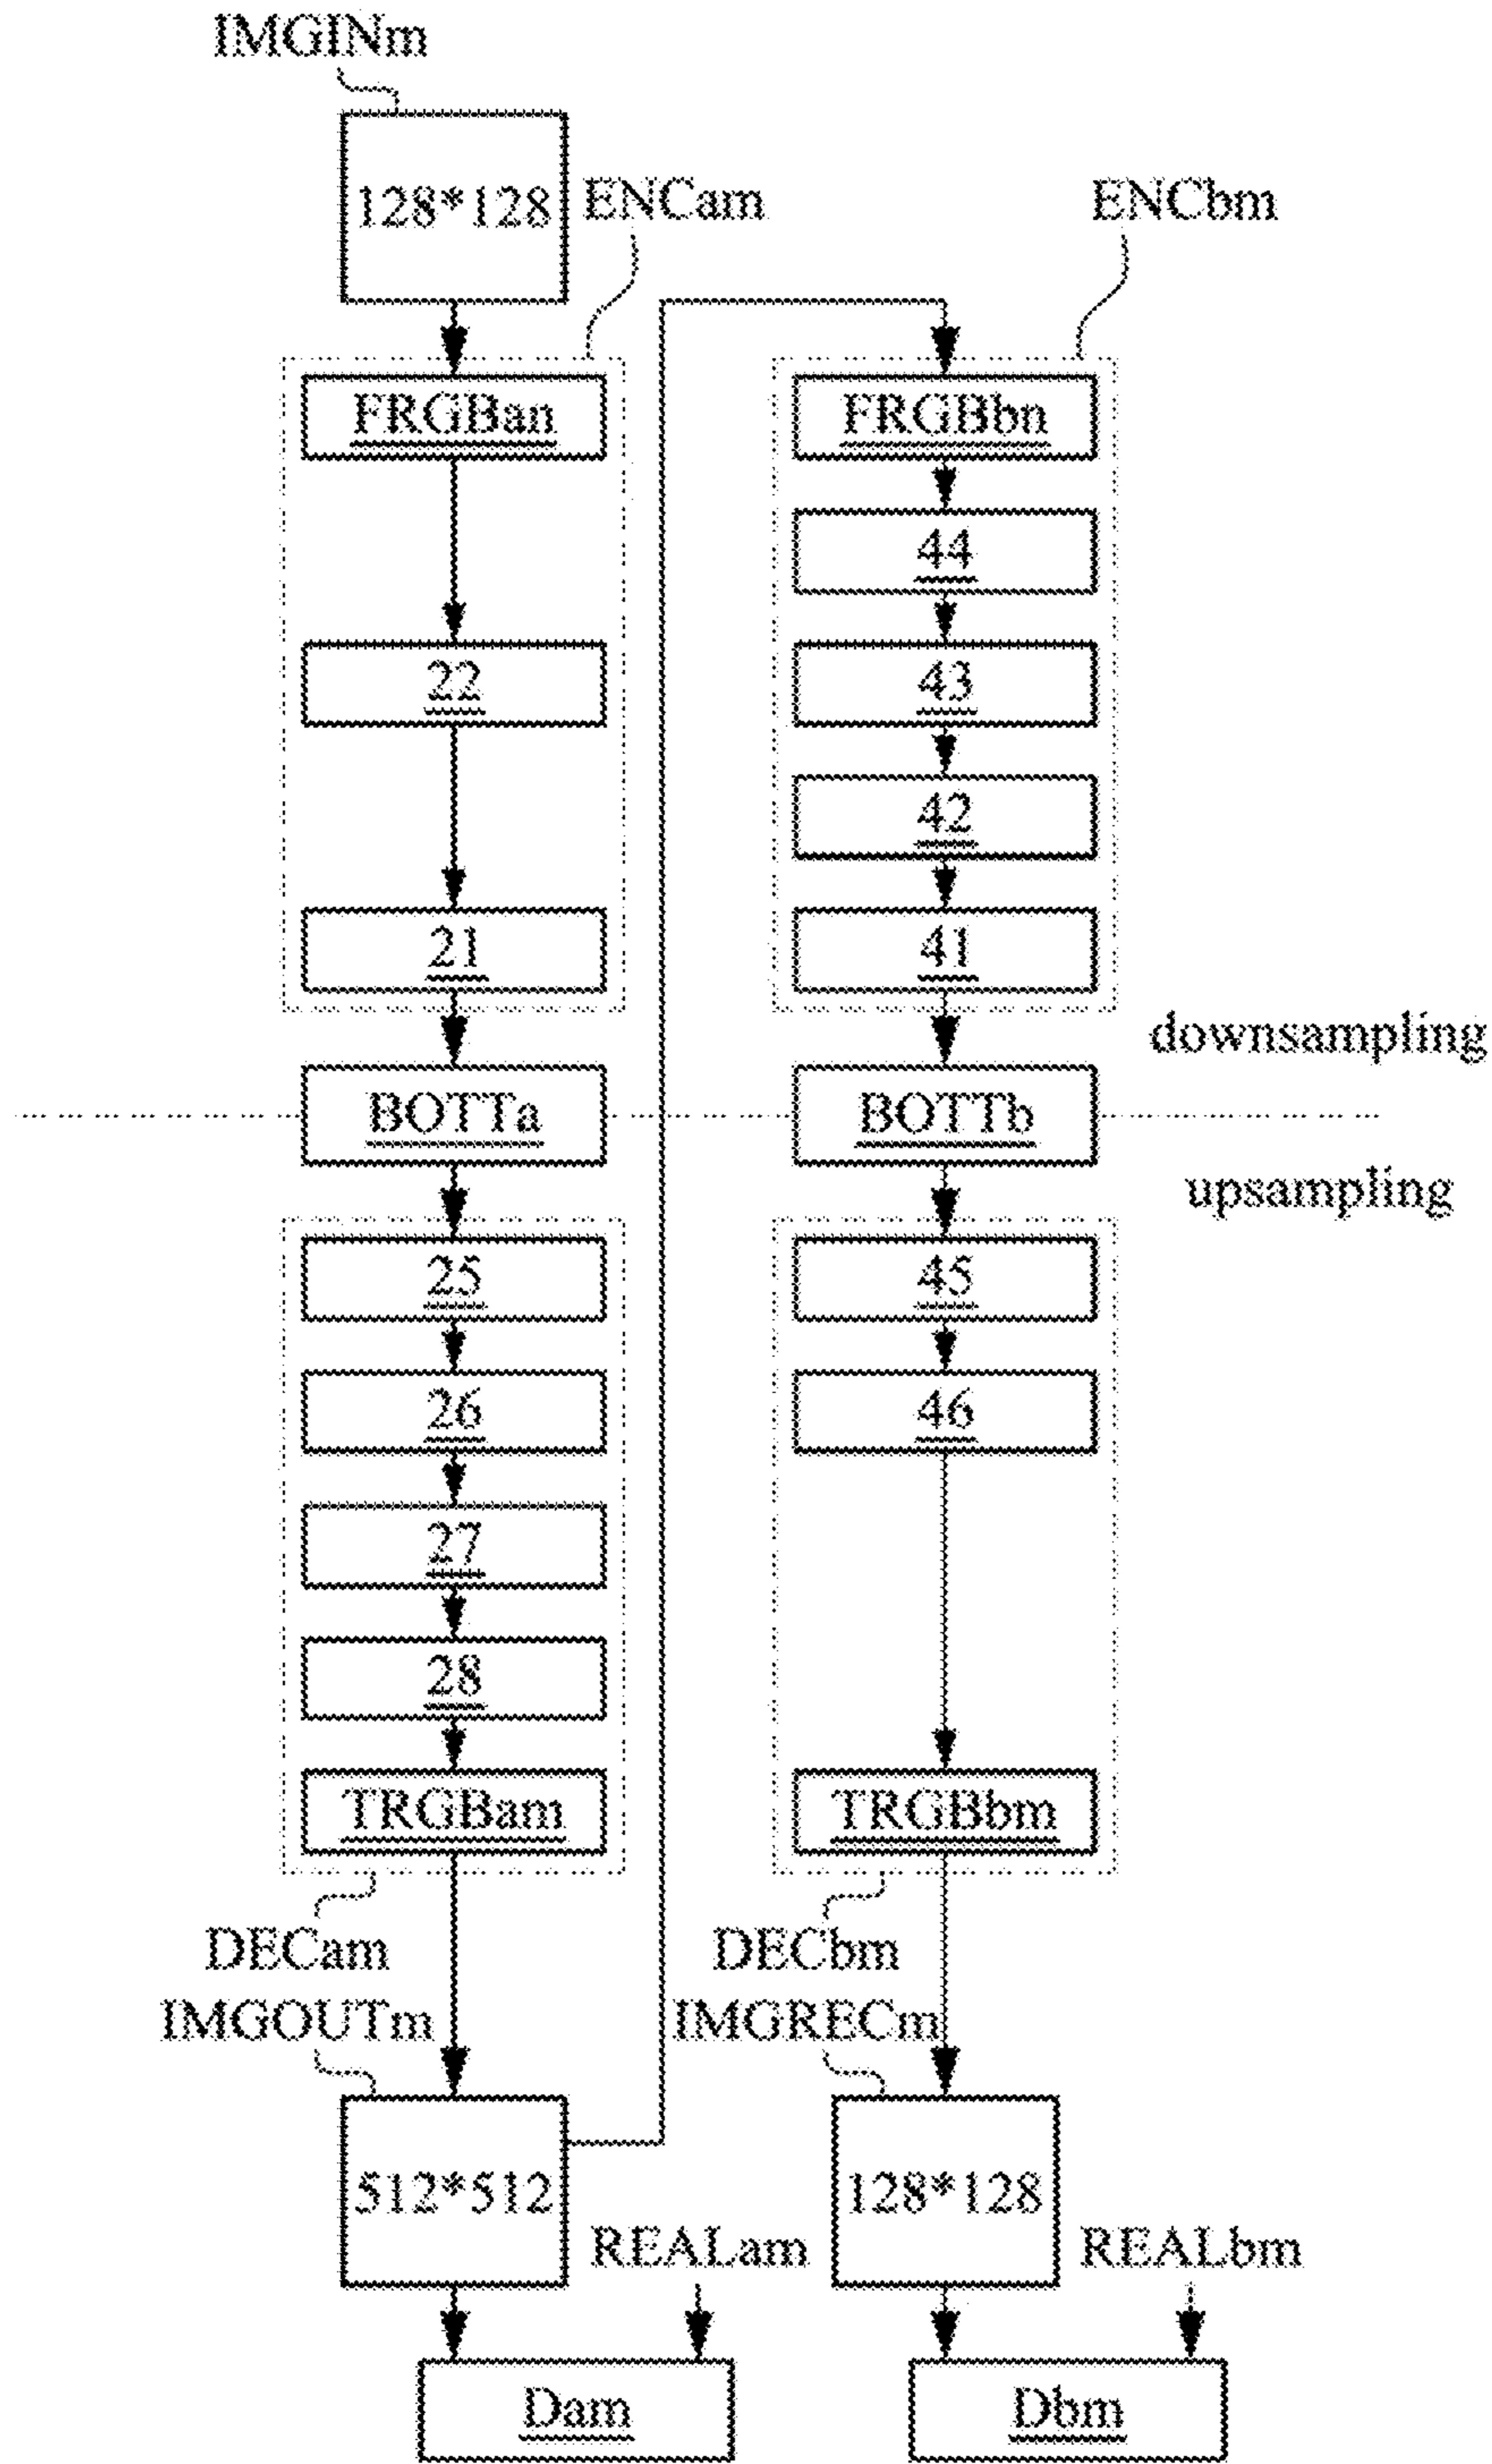 IMGINm
128*128
ENCam
ENCbm
FRGBan
FRGBbn
44
22
43
42
21
41
downsampling
BOTTa
BOTTb
upsampling
25
45
26
46
27
28
TRGBam
TRGBbm
DECam
DECbm
IMGOUTm
IMGRECm
512*512
128*128
REALam
REALbm
Dam
Dbm